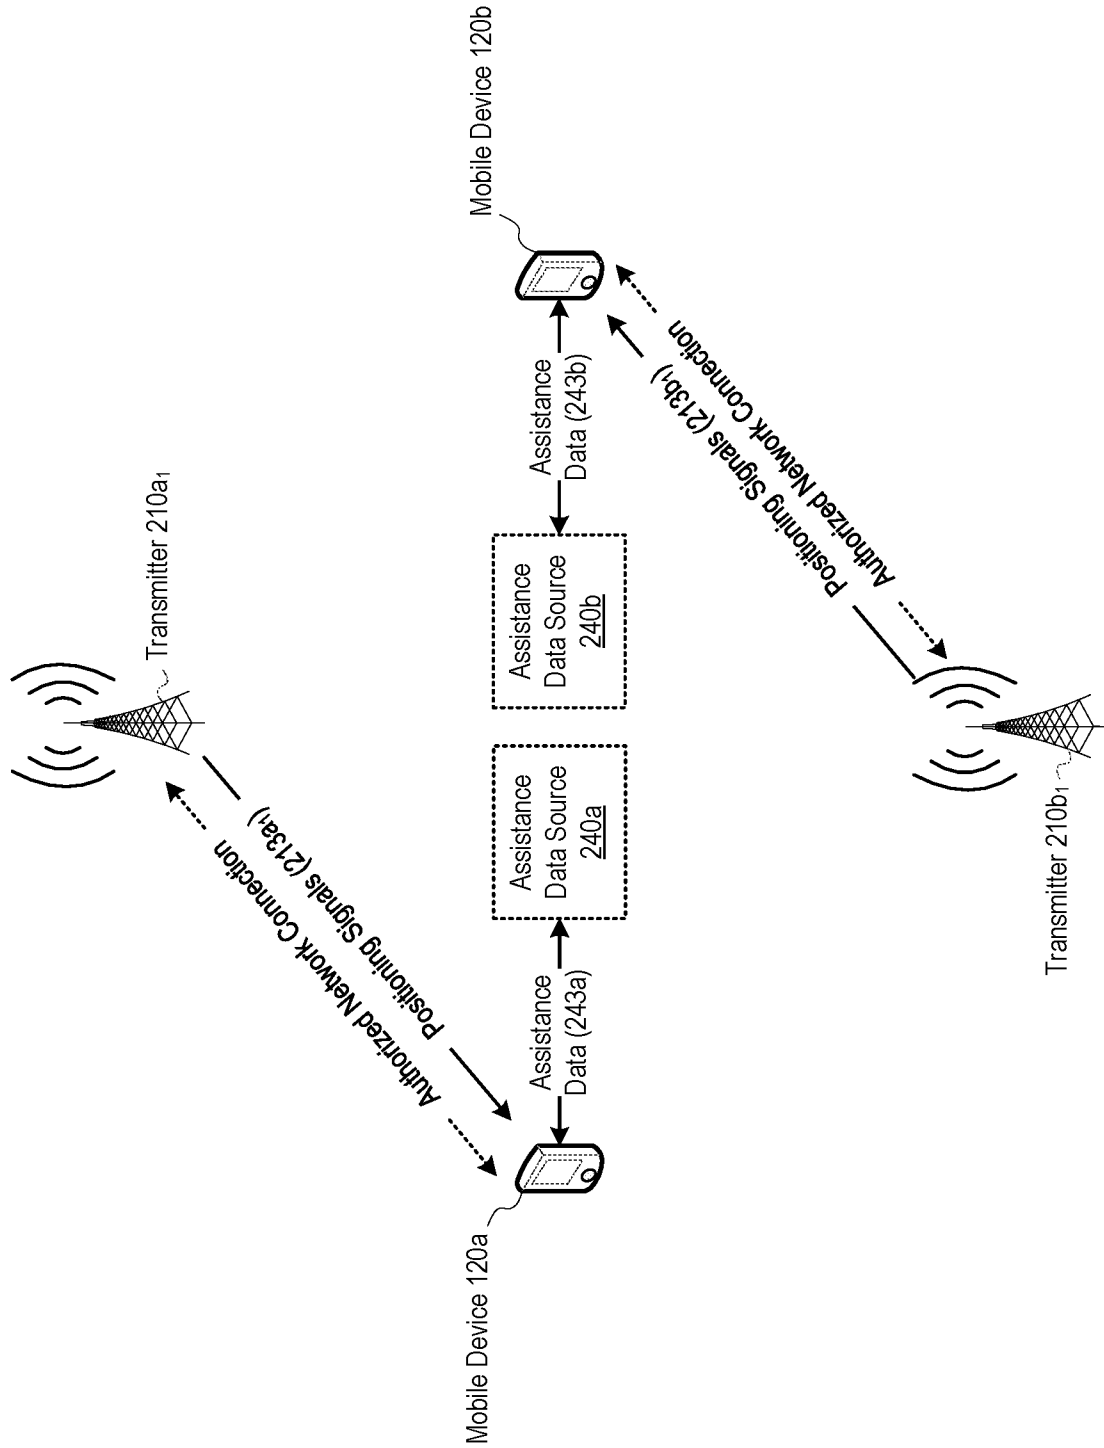 Transmitter 210a1
Authorized Network Connection
Positioning Signals (213a1)
Mobile Device 120a
Mobile Device 120b
Assistance
Data (243a)
Assistance
Data Source
240a
Assistance
Data Source
240b
Assistance
Data (243b)
Positioning Signals (213b1)
Authorized Network Connection
Transmitter 210b1